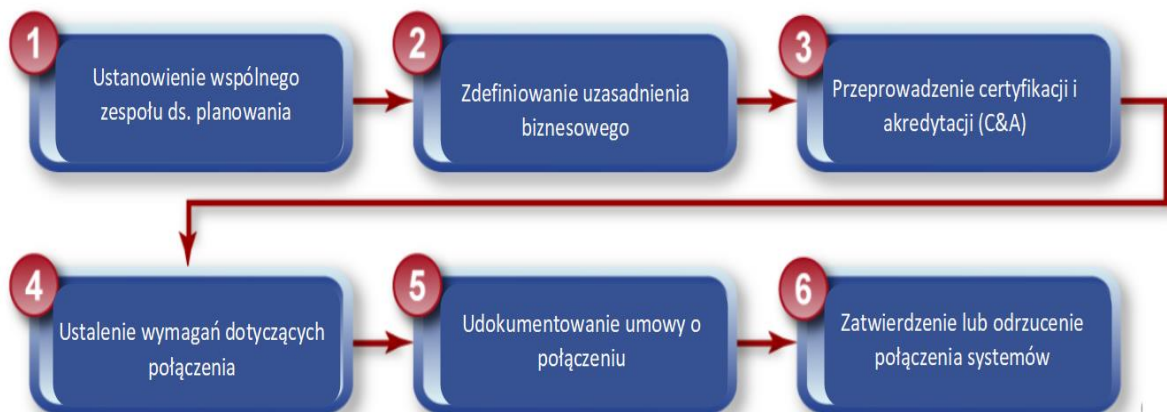 1
Ustanowienie wspólnego
zespołu ds. planowania
2
Zdefiniowanie uzasadnienia
biznesowego
3
Przeprowadzenie certyfikacji i
akredytacji (C&A)
4
Ustalenie wymagań dotyczących
połączenia
5
Udokumentowanie umowy o
połączeniu
6
Zatwierdzenie lub odrzucenie
połączenia systemów